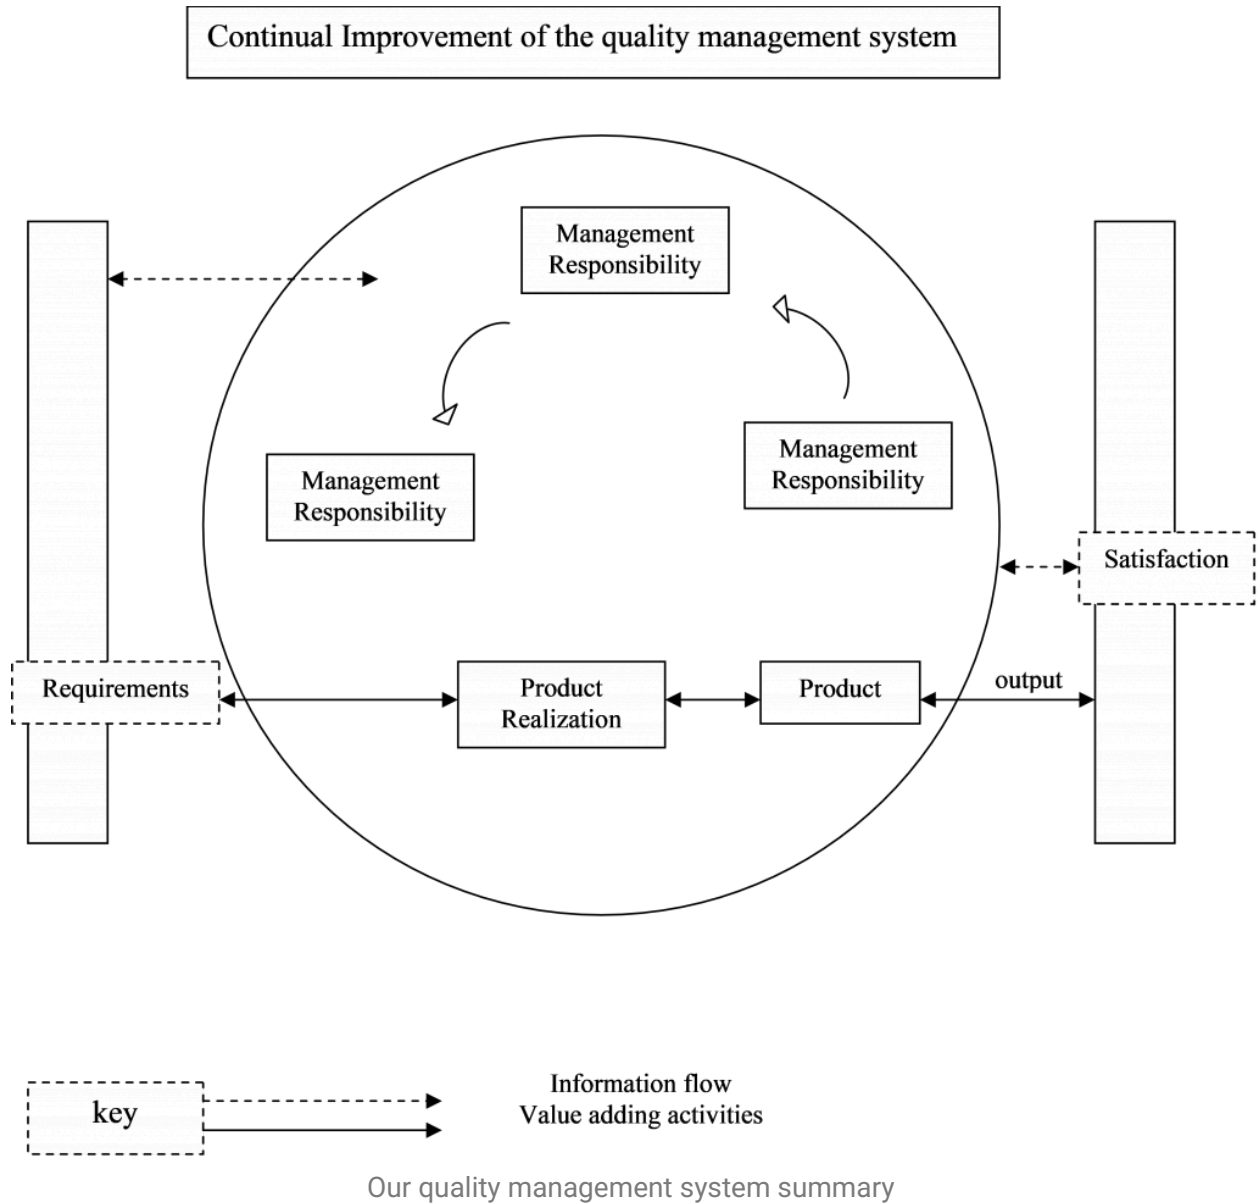 Continual Improvement of the quality management system
Management
Responsibility
Management
Responsibility
Management
Responsibility
Satisfaction
Requirements
Product
Realization
Product
output
key
Information flow
Value adding activities
Our quality management system summary